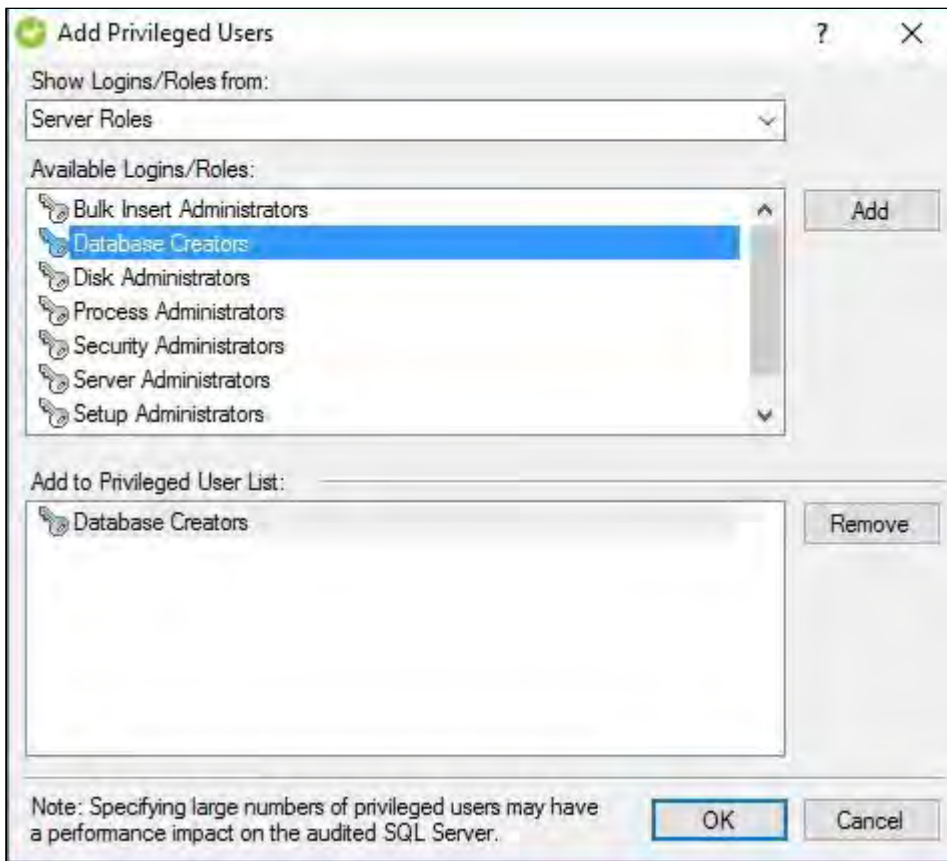 Add Privileged Users
?
Show Logins/Roles from:
Server Roles
Available Logins/Roles:
Bulk Insert Administrators
Add
Database Creators
Disk Administrators
Process Administrators
Security Administrators
Server Administrators
Setup Administrators
Add to Privileged User List:
Database Creators
Remove
Note: Specifying large numbers of privileged users may have
a performance impact on the audited SQL Server.
OK
Cancel